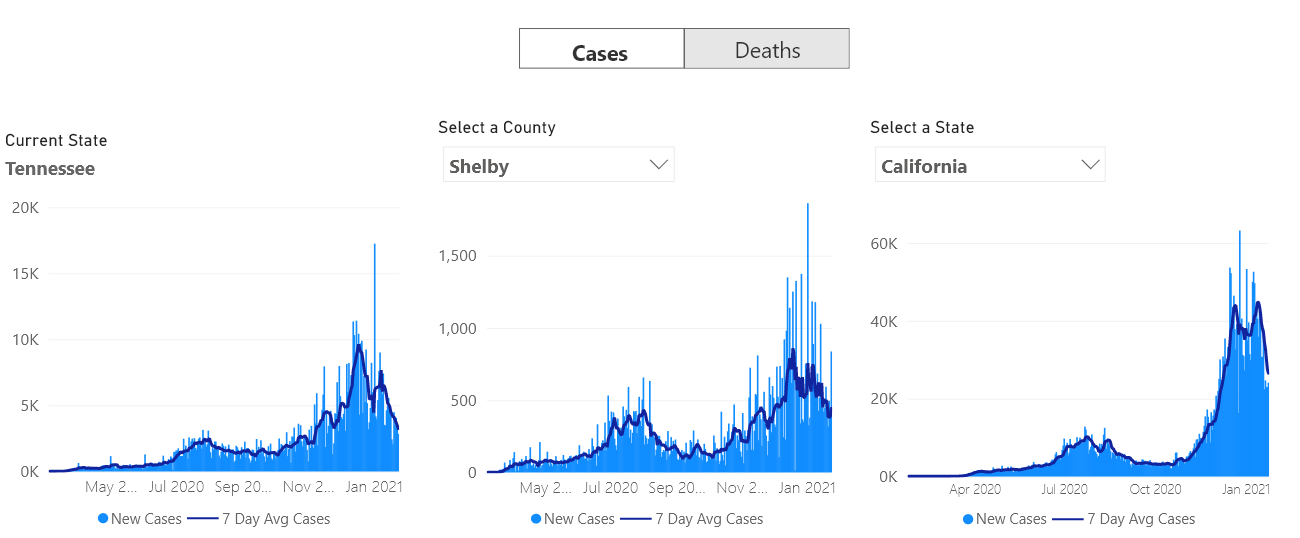 Cases
Deaths
Current State
Tennessee
20K
15K
10K
5K
0K
May 2... Jul 2020 Sep 20... Nov 2... Jan 2021
New Cases 7 Day Avg Cases
Select a County
Shelby
1,500
1,000
500
0
May 2... Jul 2020 Sep 20... Nov 2... Jan 2021
New Cases 7 Day Avg Cases
Select a State
California
60K
40K
20K
0K
Apr 2020 Jul 2020 Oct 2020 Jan 2021
New Cases 7 Day Avg Cases